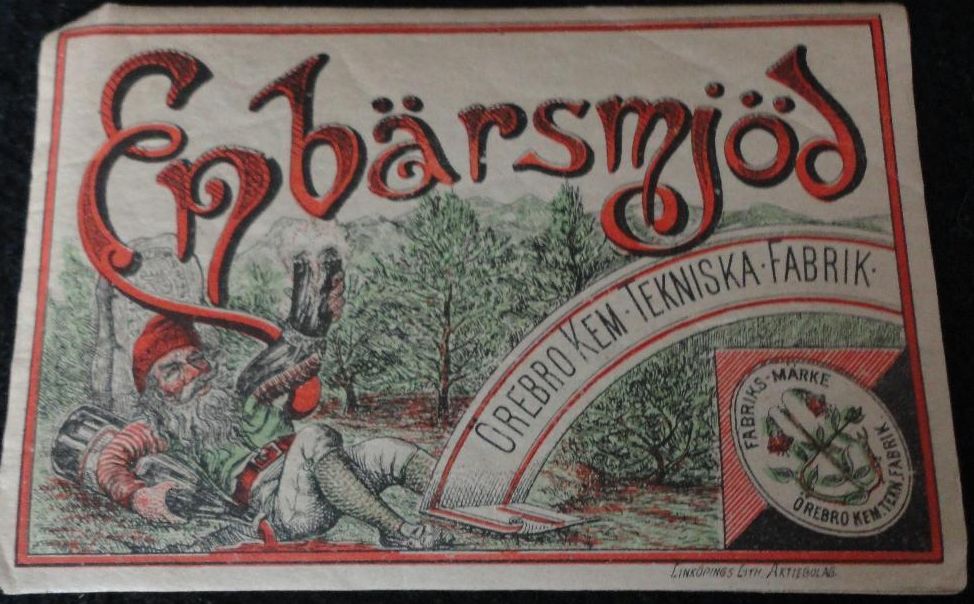 Enbärsmjöd
ÖREBRO KEM·TEKNISKA·FABRIK·
FABRIKS-MÄRKE
ÖREBRO KEM.TEKN.FABRIK
LINKÖPINGS LITH. AKTIEBOLAG.